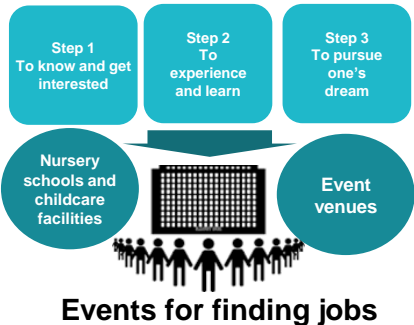 Step 1
To know and get
interested
Step 2
To
experience
and learn
Step 3
To pursue
one's
dream
Nursery
schools and
childcare
facilities
Event
venues
Events for finding jobs